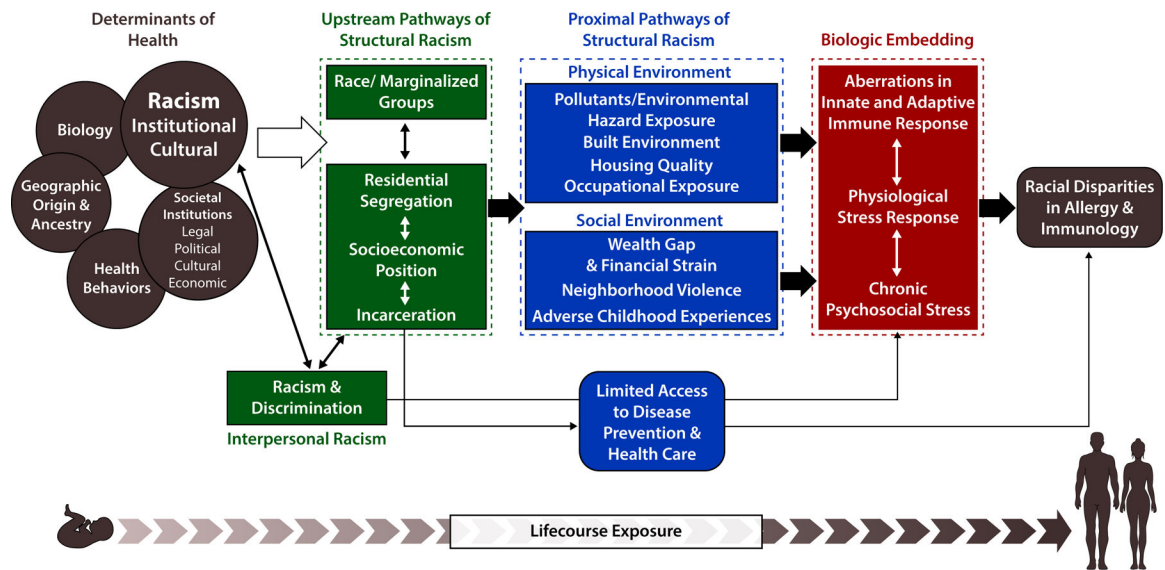 Determinants of
Health
Biology
Racism
Institutional
Cultural
Geographic
Origin &
Ancestry
Societal
Institutions
Legal
Political
Cultural
Economic
Health
Behaviors
Upstream Pathways of
Structural Racism
Race/ Marginalized
Groups
Residential
Segregation
Socioeconomic
Position
Incarceration
Racism &
Discrimination
Interpersonal Racism
Proximal Pathways of
Structural Racism
Physical Environment
Pollutants/Environmental
Hazard Exposure
Built Environment
Housing Quality
Occupational Exposure
Social Environment
Wealth Gap
& Financial Strain
Neighborhood Violence
Adverse Childhood Experiences
Limited Access
to Disease
Prevention &
Health Care
Biologic Embedding
Aberrations in
Innate and Adaptive
Immune Response
Physiological
Stress Response
Chronic
Psychosocial Stress
Racial Disparities
in Allergy &
Immunology
Lifecourse Exposure